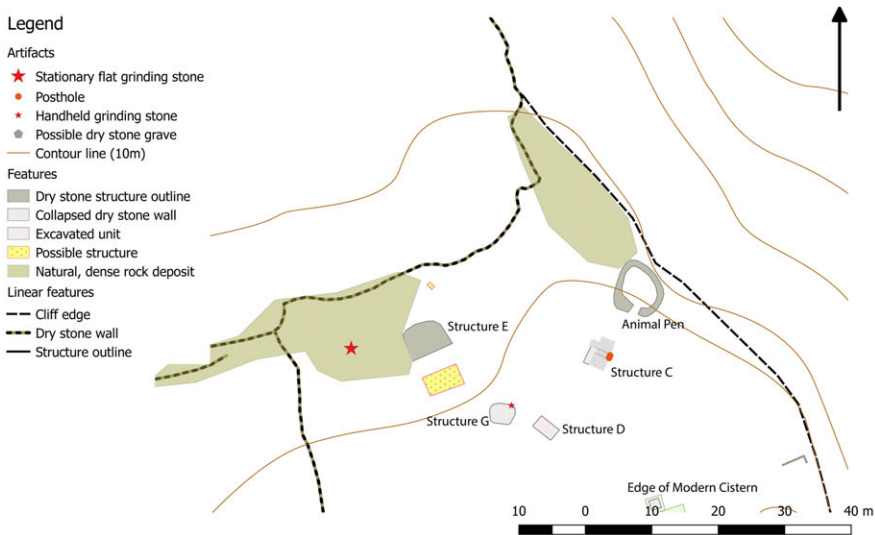 Legend
Artifacts
Stationary flat grinding stone
Posthole
Handheld grinding stone
Possible dry stone grave
Contour line (10m)
Features
Dry stone structure outline
Collapsed dry stone wall
Excavated unit
Possible structure
Natural, dense rock deposit
Linear features
Cliff edge
Dry stone wall
Structure outline
Structure E
Animal Pen
Structure C
Structure G
Structure D
Edge of Modern Cistern
10 0 10 20 30 40 m